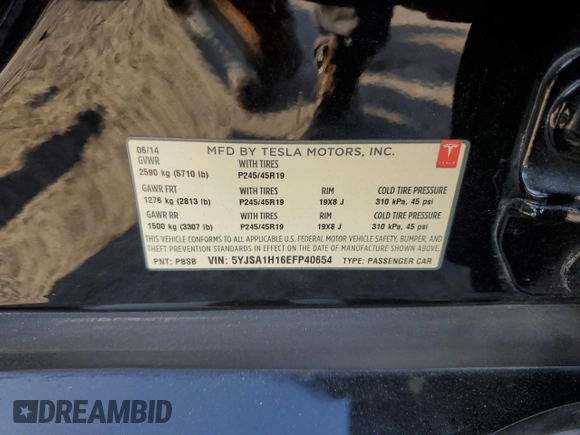 06/14
MFD BY TESLA MOTORS, INC.
GVWR WITH TIRES
2590 kg (5710 lb) P245/45R19
TESLA
GAWR FRT WITH TIRES RIM COLD TIRE PRESSURE
1276 kg (2813 lb) P245/45R19 19X8 J 310 kPa, 45 psi
GAWR RR WITH TIRES RIM COLD TIRE PRESSURE
1500 kg (3307 lb) P245/45R19 19X8 J 310 kPa, 45 psi
THIS VEHICLE CONFORMS TO ALL APPLICABLE U.S. FEDERAL MOTOR VEHICLE SAFETY, BUMPER, AND
THEFT PREVENTION STANDARDS IN EFFECT ON THE DATE OF MANUFACTURE SHOWN ABOVE.
PNT: PBSB VIN: 5YJSA1H16EFP40654 TYPE: PASSENGER CAR
DREAMBID